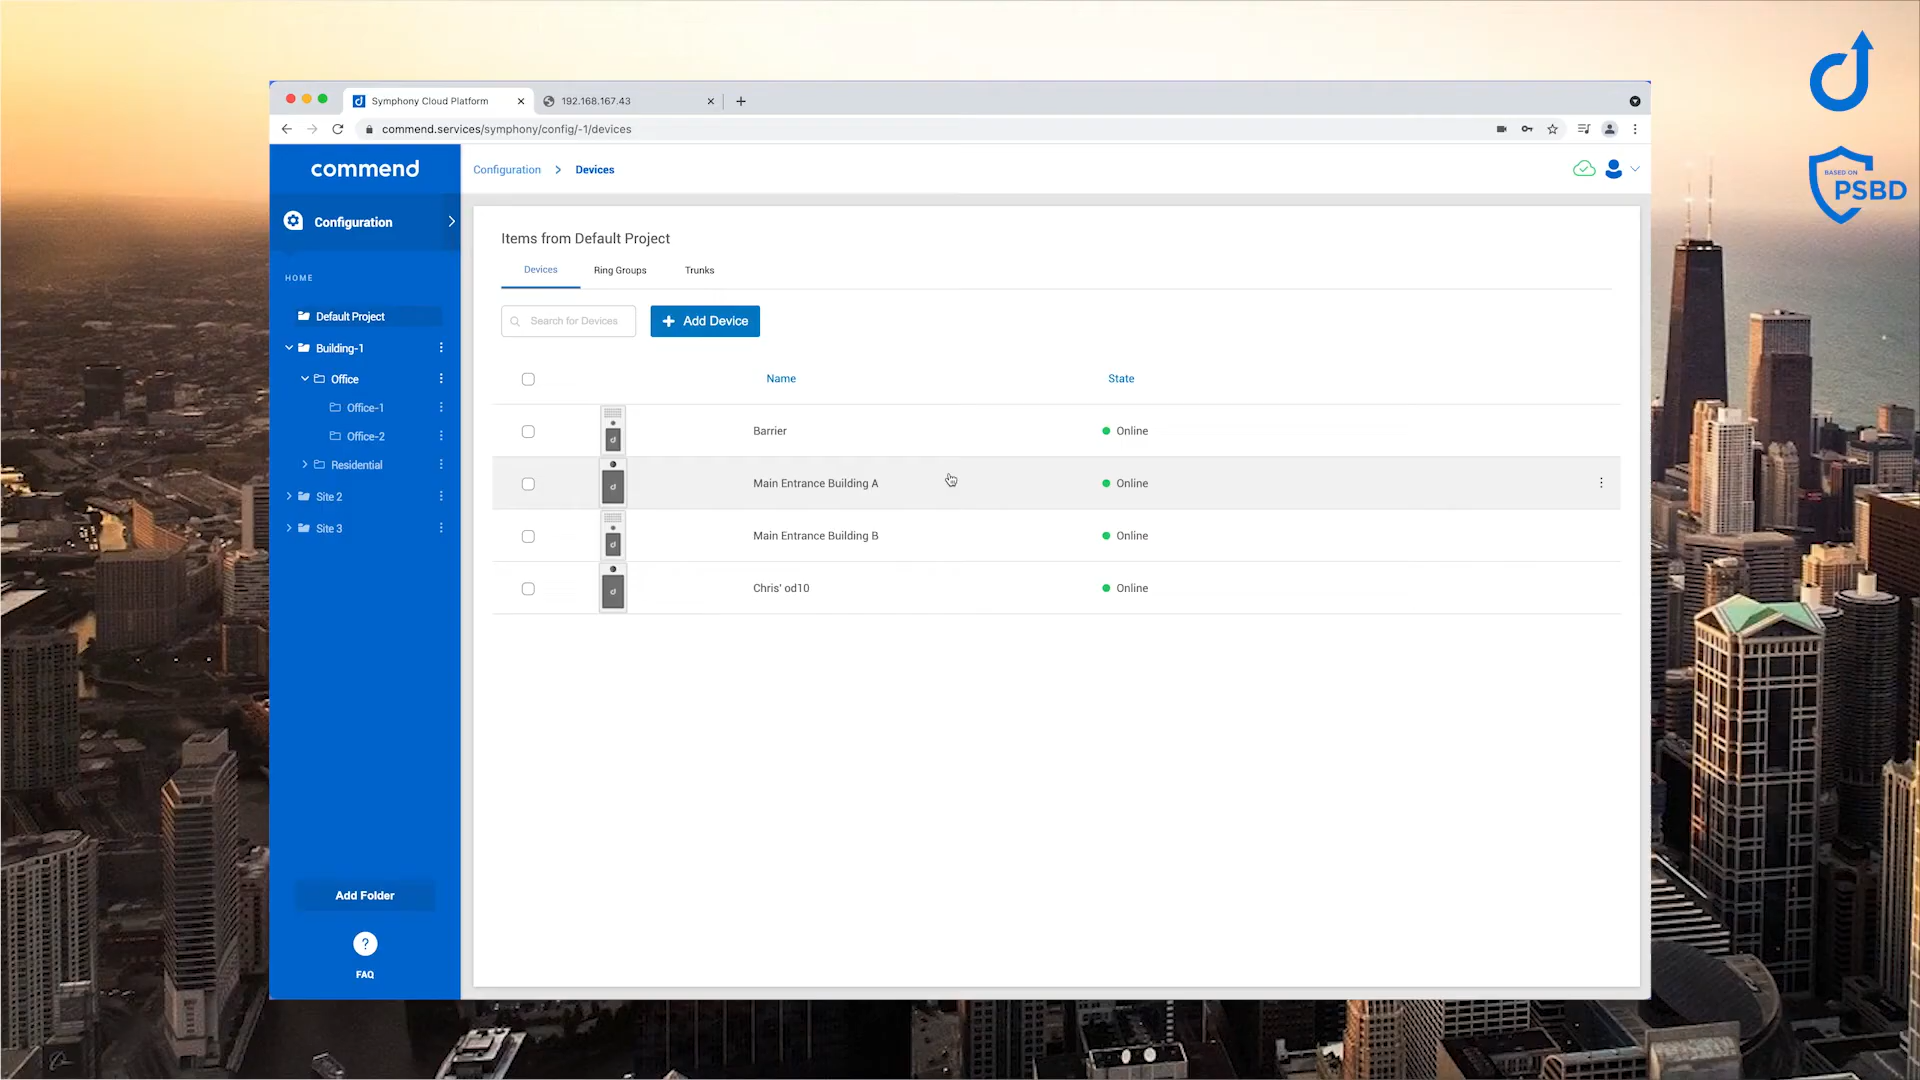 Symphony Cloud Platform
192.168.167.43
commend.services/symphony/config/-1/devices
commend
Configuration
Configuration > Devices
BASED ON
PSBD
HOME
Default Project
Building-1
Office
Office-1
Office-2
Residential
Site 2
Site 3
Add Folder
?
FAQ
Items from Default Project
Devices
Ring Groups
Trunks
Search for Devices
+ Add Device
Name
State
Barrier
Online
Main Entrance Building A
Online
Main Entrance Building B
Online
Chris' od10
Online